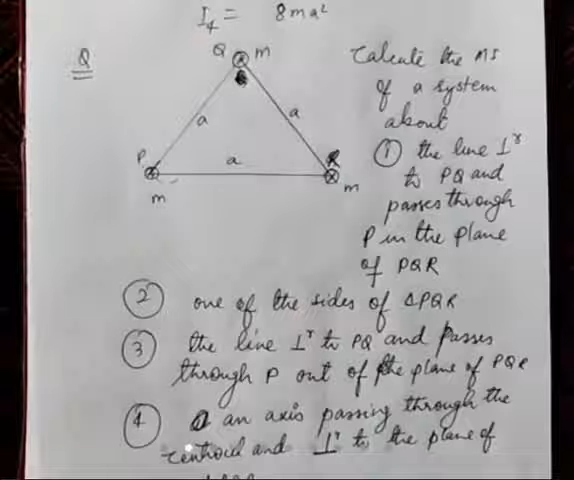 I4 = 8ma²
Q
Q m
a
a
P
a
R
m
m
Calculate the MI
of a system
about
① the line ⊥r
to PQ and
passes through
P in the plane
of PQR
② one of the sides of ΔPQR
③ the line ⊥r to PQ and passes
through P out of the plane of PQR
④ an axis passing through the
centroid and ⊥r to the plane of